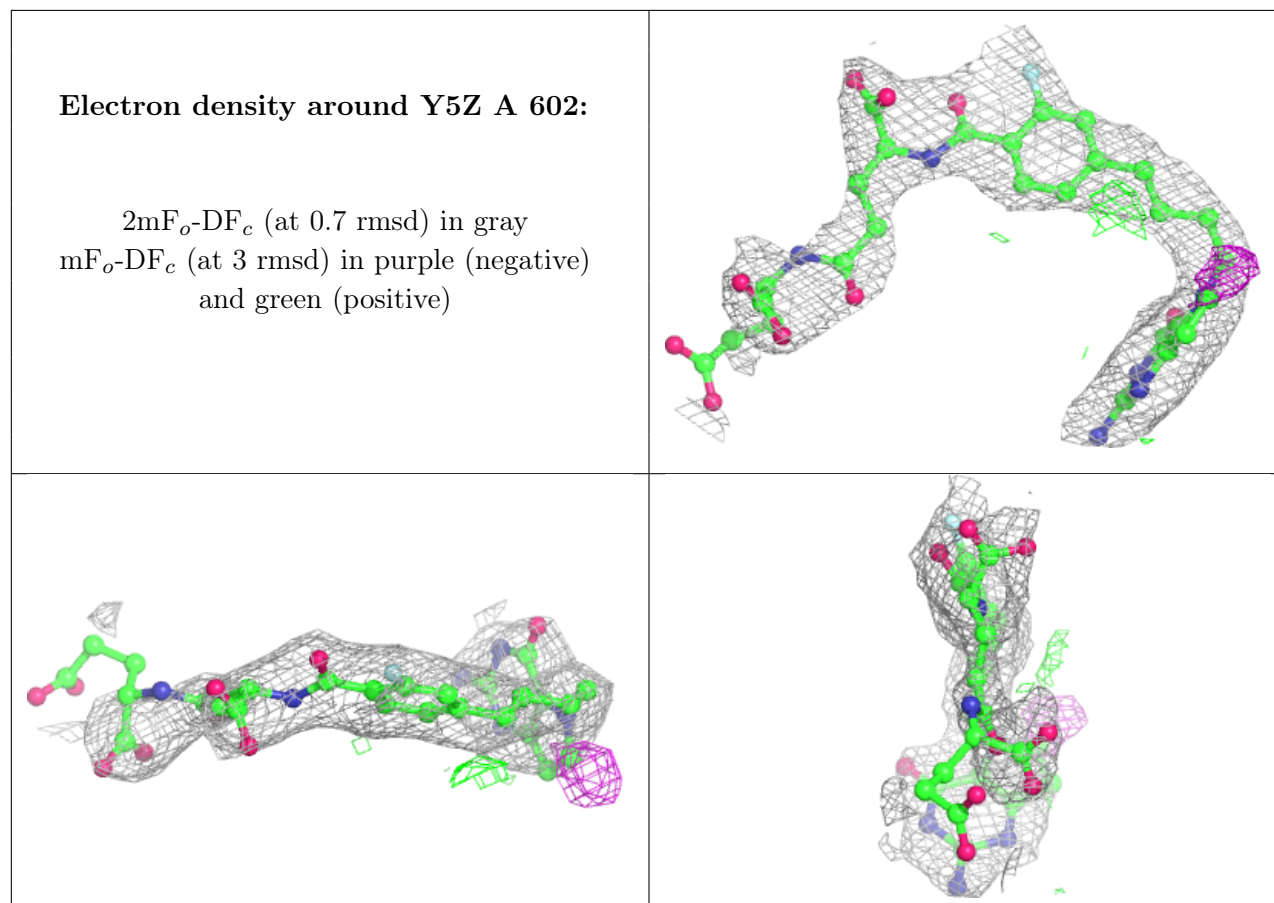 Electron density around Y5Z A 602:
2mFₒ-DF𝒸 (at 0.7 rmsd) in gray
mFₒ-DF𝒸 (at 3 rmsd) in purple (negative)
and green (positive)